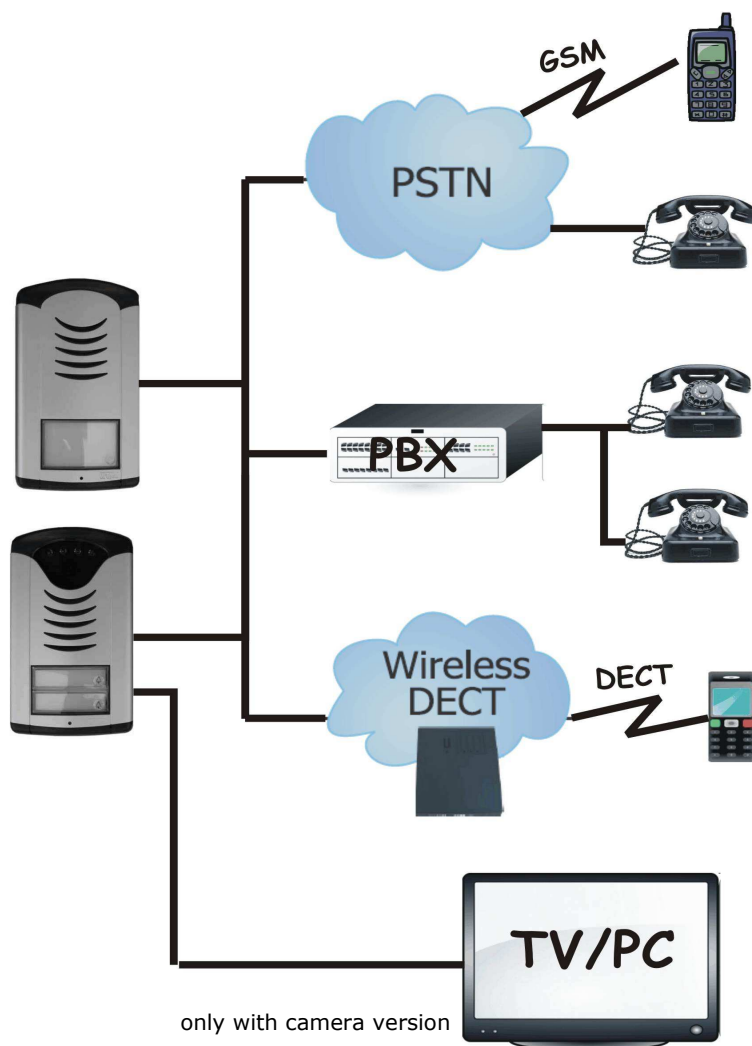 GSM
PSTN
PBX
Wireless
DECT
DECT
TV/PC
only with camera version